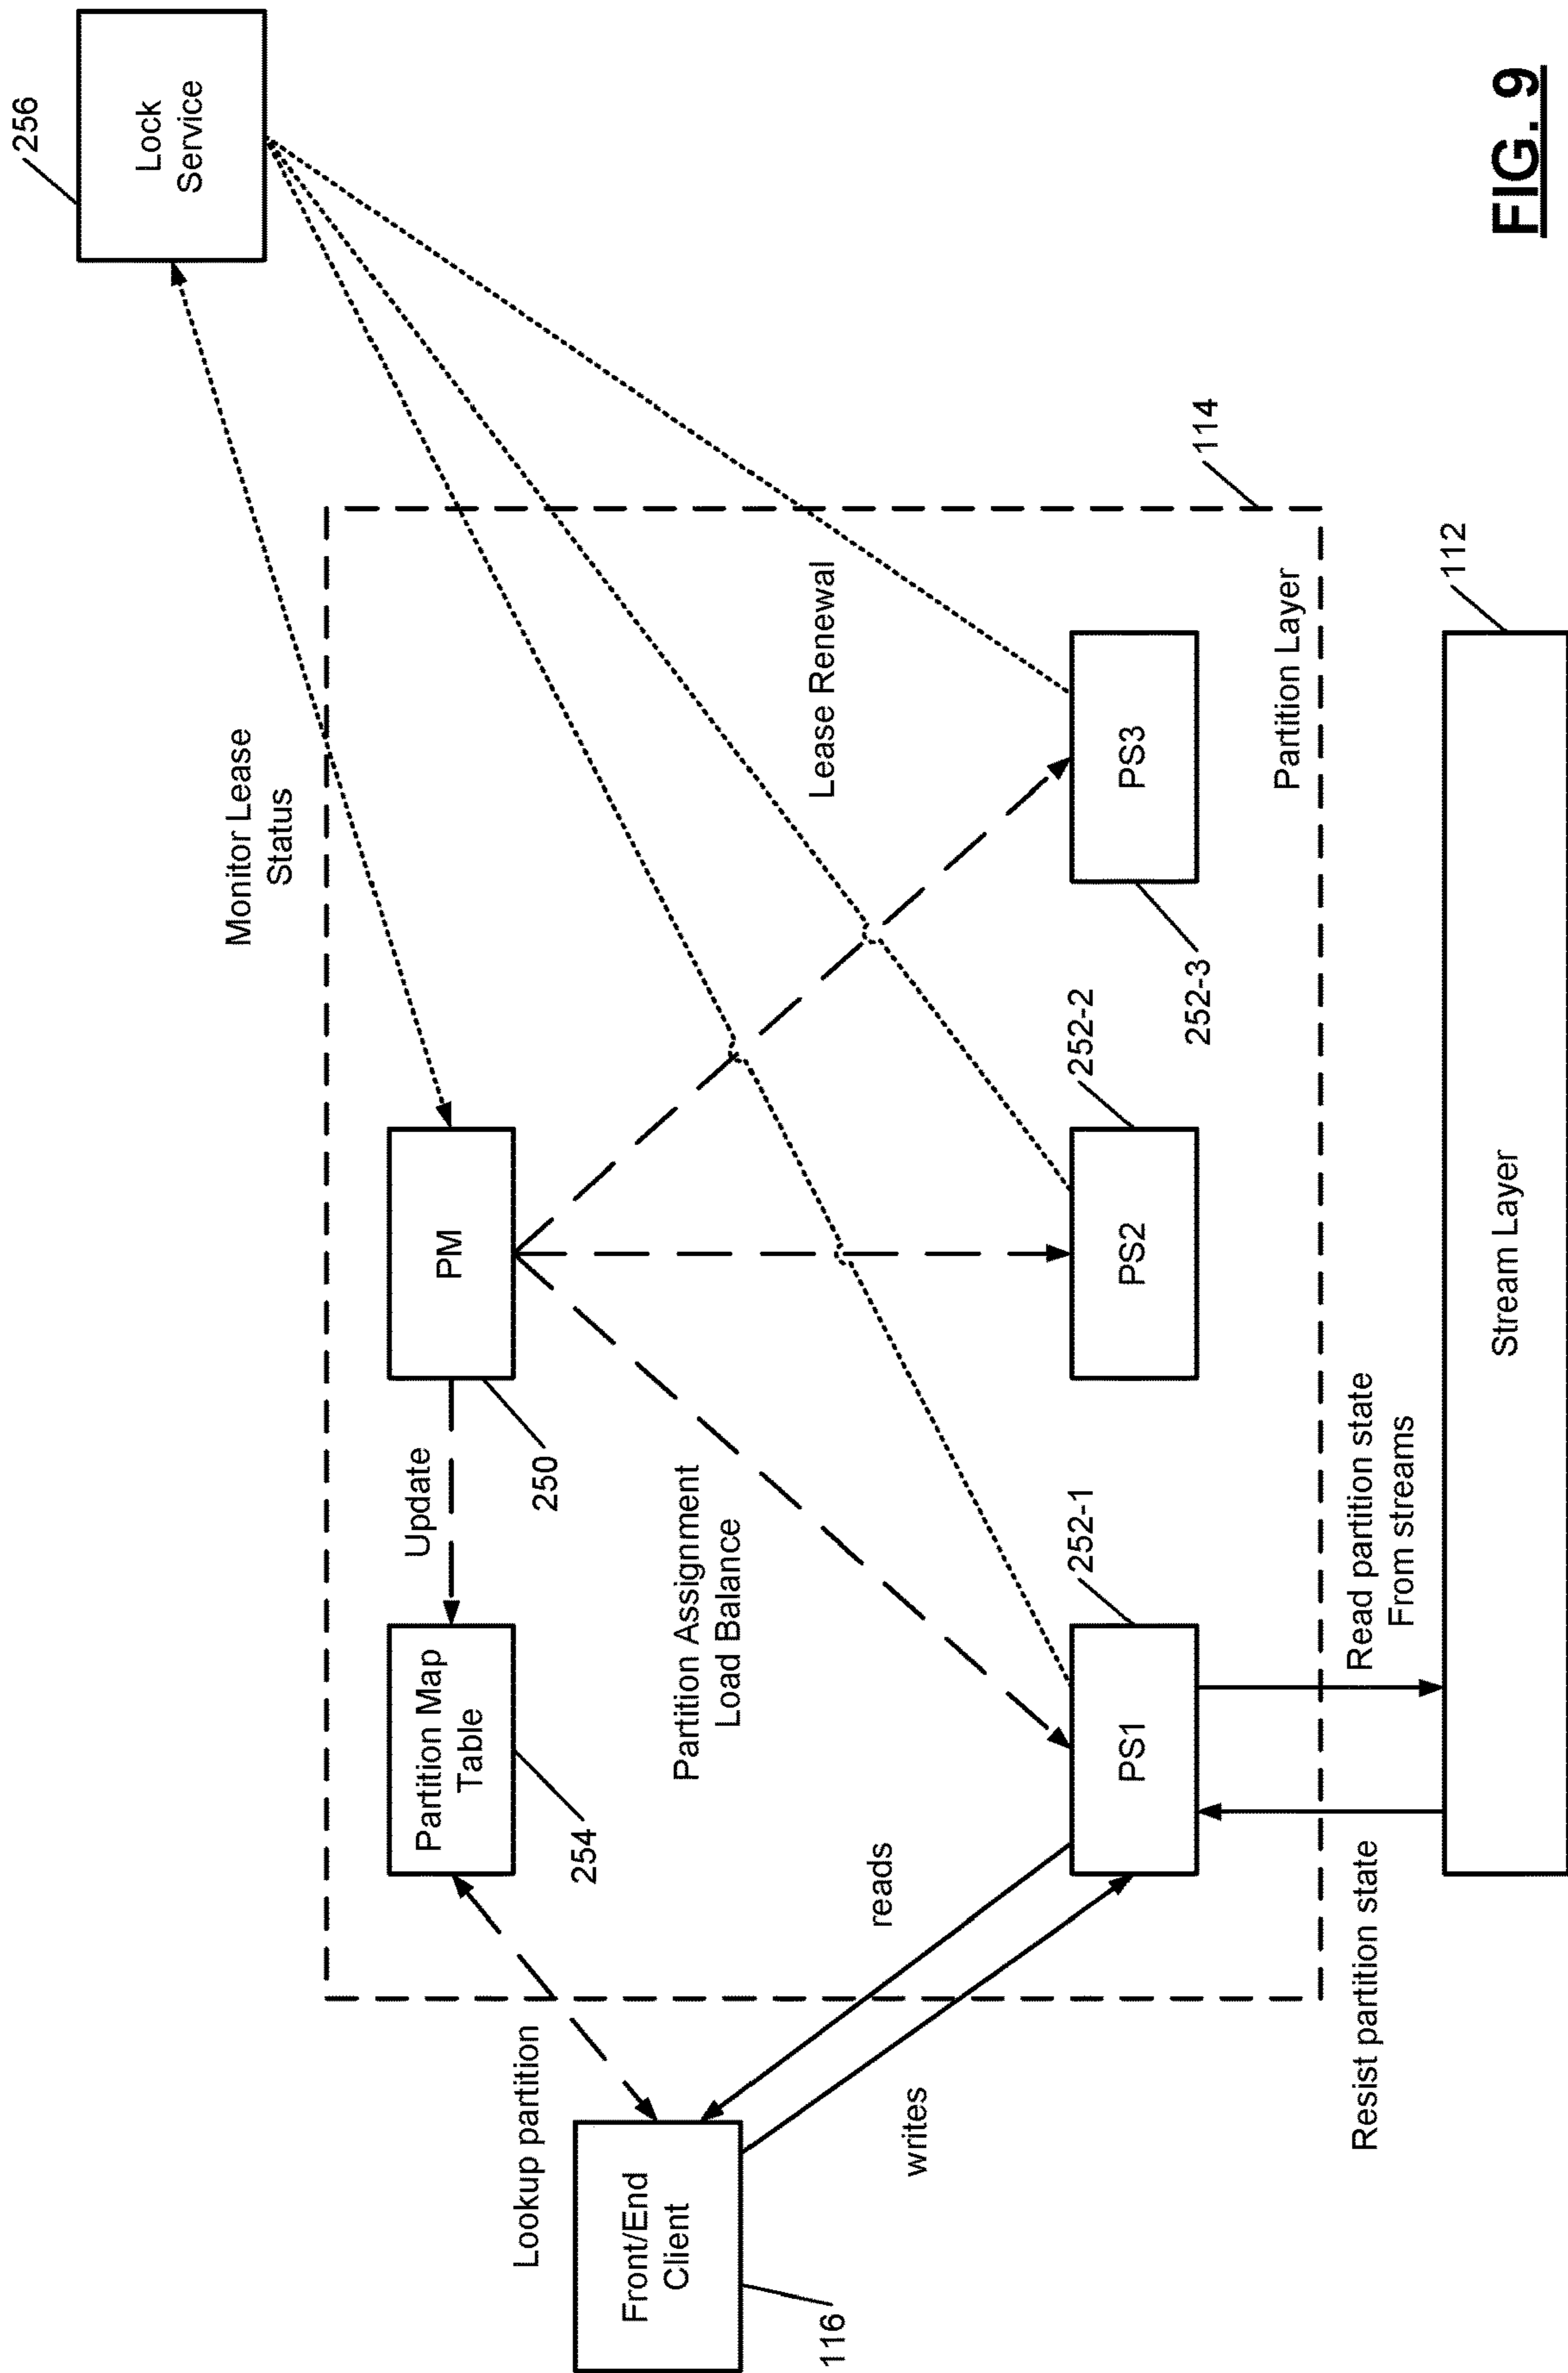 256
Lock
Service
Monitor Lease
Status
Update
PM
250
Partition Map
Table
254
Lookup partition
Front/End
Client
116
Partition Assignment
Load Balance
Lease Renewal
reads
writes
PS1
252-1
PS2
252-2
PS3
252-3
Partition Layer
114
Resist partition state
Read partition state
From streams
Stream Layer
112
FIG. 9